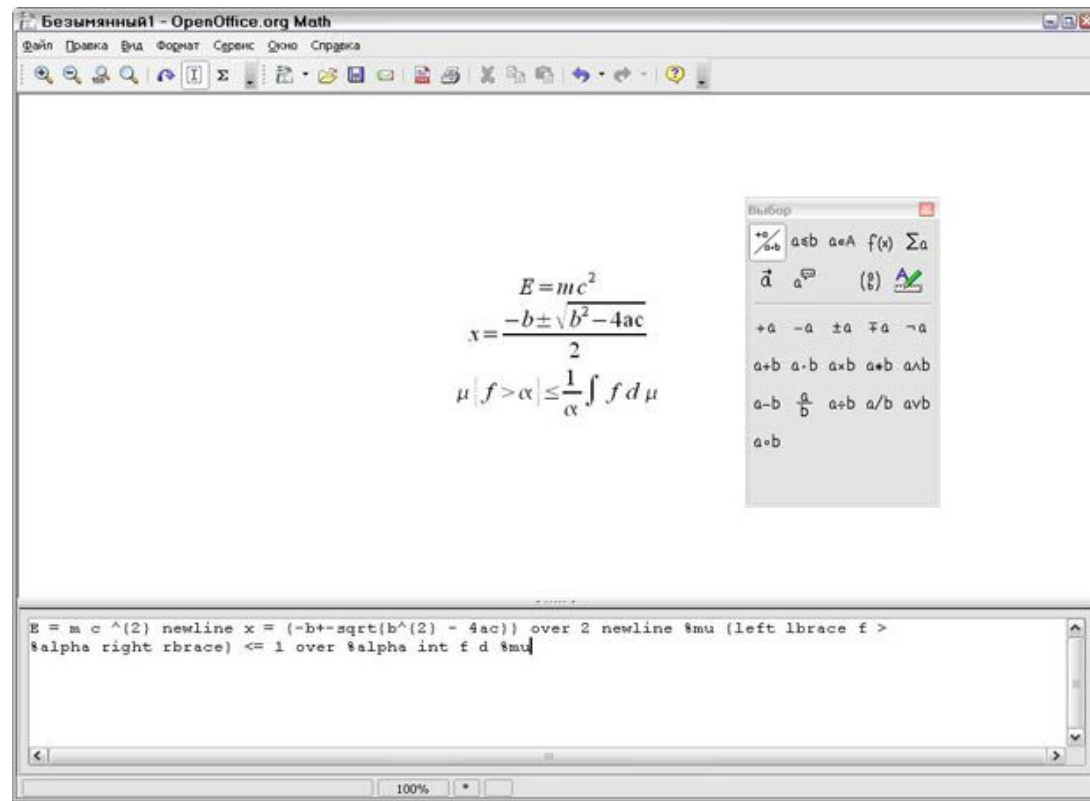 Безымянный1 - OpenOffice.org Math
Файл Правка Вид Формат Сервис Окно Справка
E = mc²
x = (-b ± √(b² − 4ac)) / 2
μ{f > α} ≤ 1/α ∫ f d μ
Выбор
+a/a·b a≤b a∈A f(x) Σa
+a −a ±a ∓a ¬a
a+b a·b a×b a∗b a∧b
a−b a/b a÷b a/b a∨b
a∘b
E = m c ^{2} newline x = {-b+-sqrt{b^{2} - 4ac}} over 2 newline %mu {left lbrace f >
%alpha right rbrace} <= 1 over %alpha int f d %mu
100% *